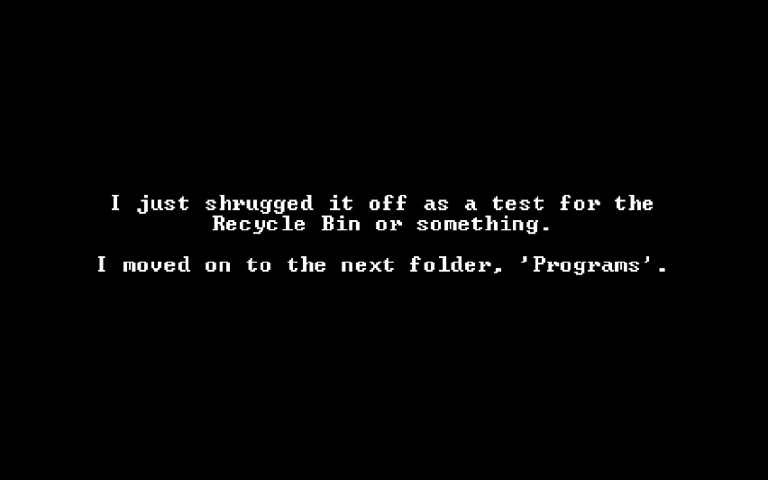 I just shrugged it off as a test for the
Recycle Bin or something.
I moved on to the next folder, 'Programs'.